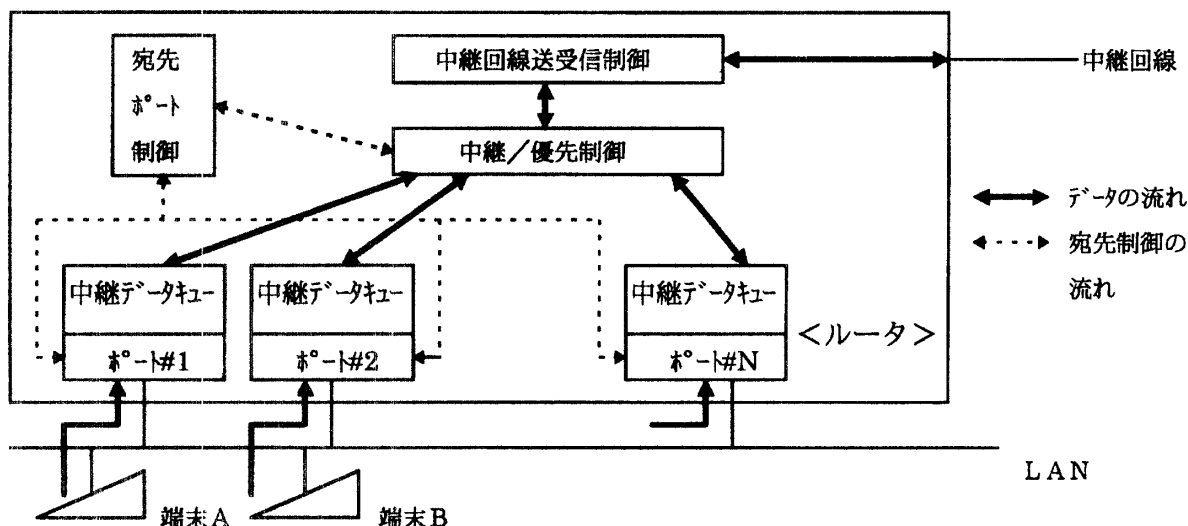 宛先
ﾎﾟｰﾄ
制御
中継回線送受信制御
中継回線
中継／優先制御
ﾃﾞｰﾀの流れ
宛先制御の
流れ
中継ﾃﾞｰﾀｷｭｰ
中継ﾃﾞｰﾀｷｭｰ
中継ﾃﾞｰﾀｷｭｰ
＜ルータ＞
ﾎﾟｰﾄ#1
ﾎﾟｰﾄ#2
ﾎﾟｰﾄ#N
LAN
端末A
端末B